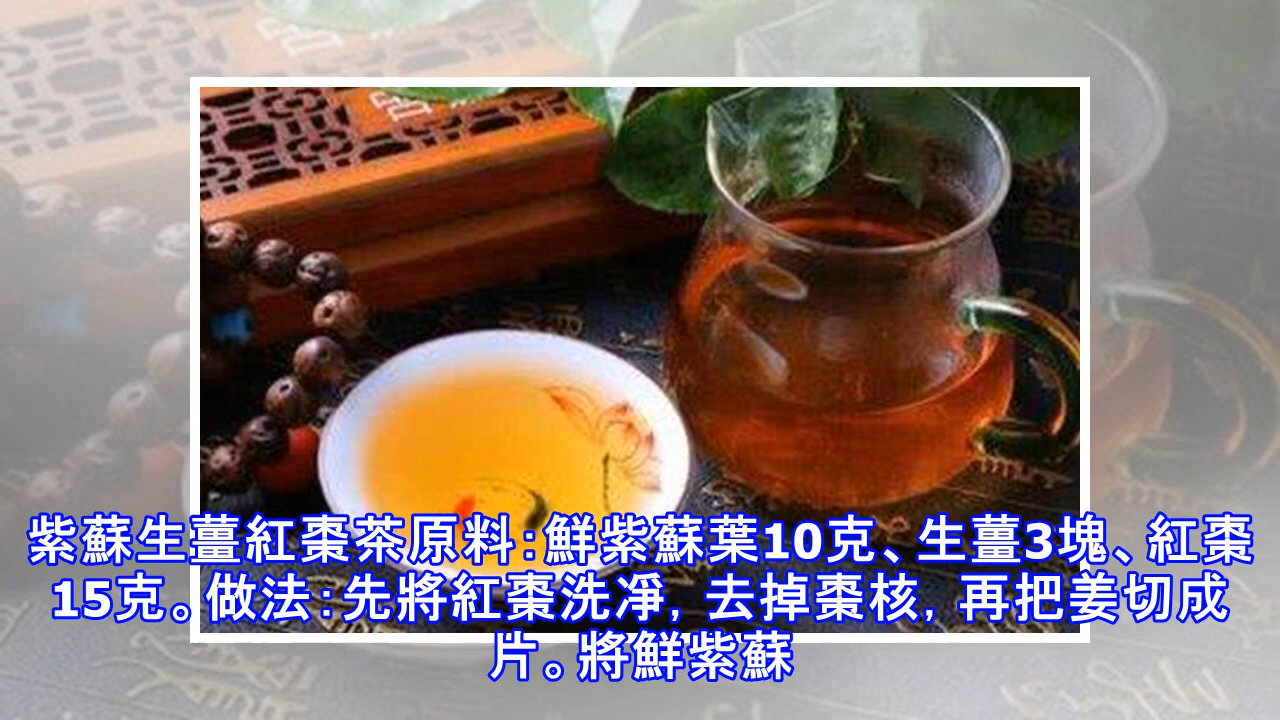 紫蘇生薑紅棗茶原料：鮮紫蘇葉10克、生薑3塊、紅棗
15克。做法：先將紅棗洗凈，去掉棗核，再把姜切成
片。將鮮紫蘇